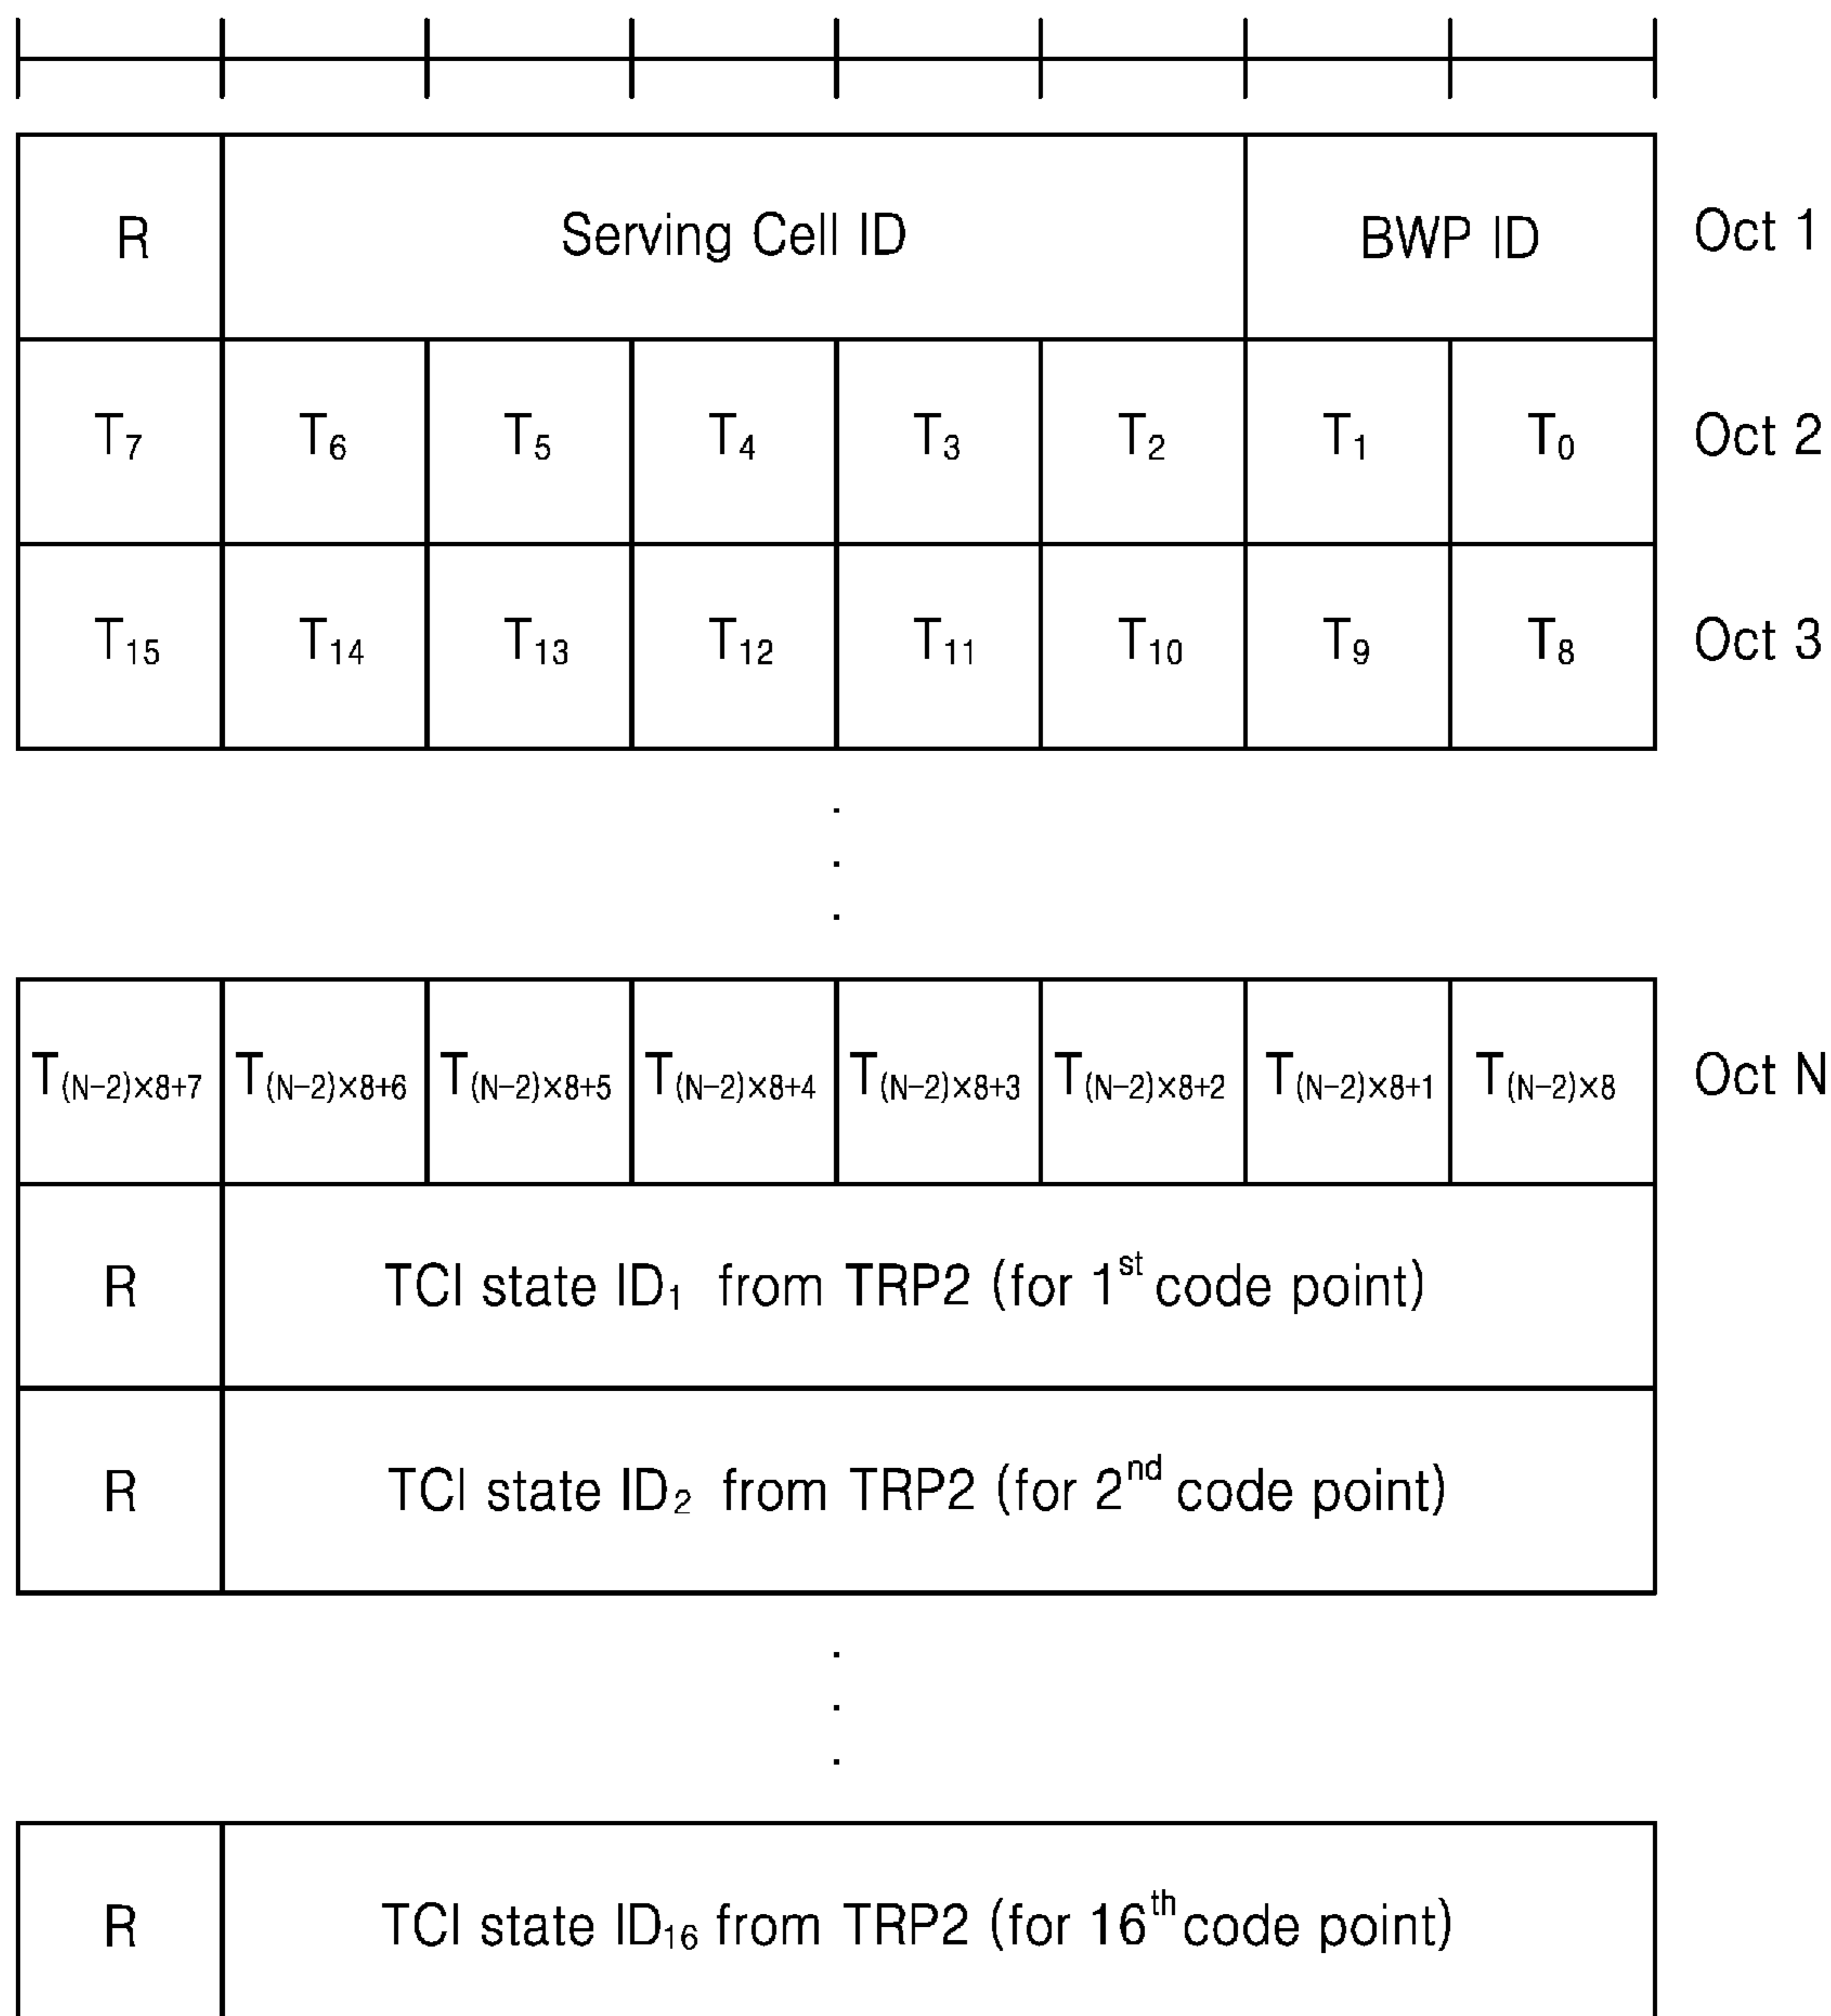 R Serving Cell ID BWP ID Oct 1
T₇ T₆ T₅ T₄ T₃ T₂ T₁ T₀ Oct 2
T₁₅ T₁₄ T₁₃ T₁₂ T₁₁ T₁₀ T₉ T₈ Oct 3
T(N-2)×8+7 T(N-2)×8+6 T(N-2)×8+5 T(N-2)×8+4 T(N-2)×8+3 T(N-2)×8+2 T(N-2)×8+1 T(N-2)×8 Oct N
R TCI state ID₁ from TRP2 (for 1st code point)
R TCI state ID₂ from TRP2 (for 2nd code point)
R TCI state ID₁₆ from TRP2 (for 16th code point)